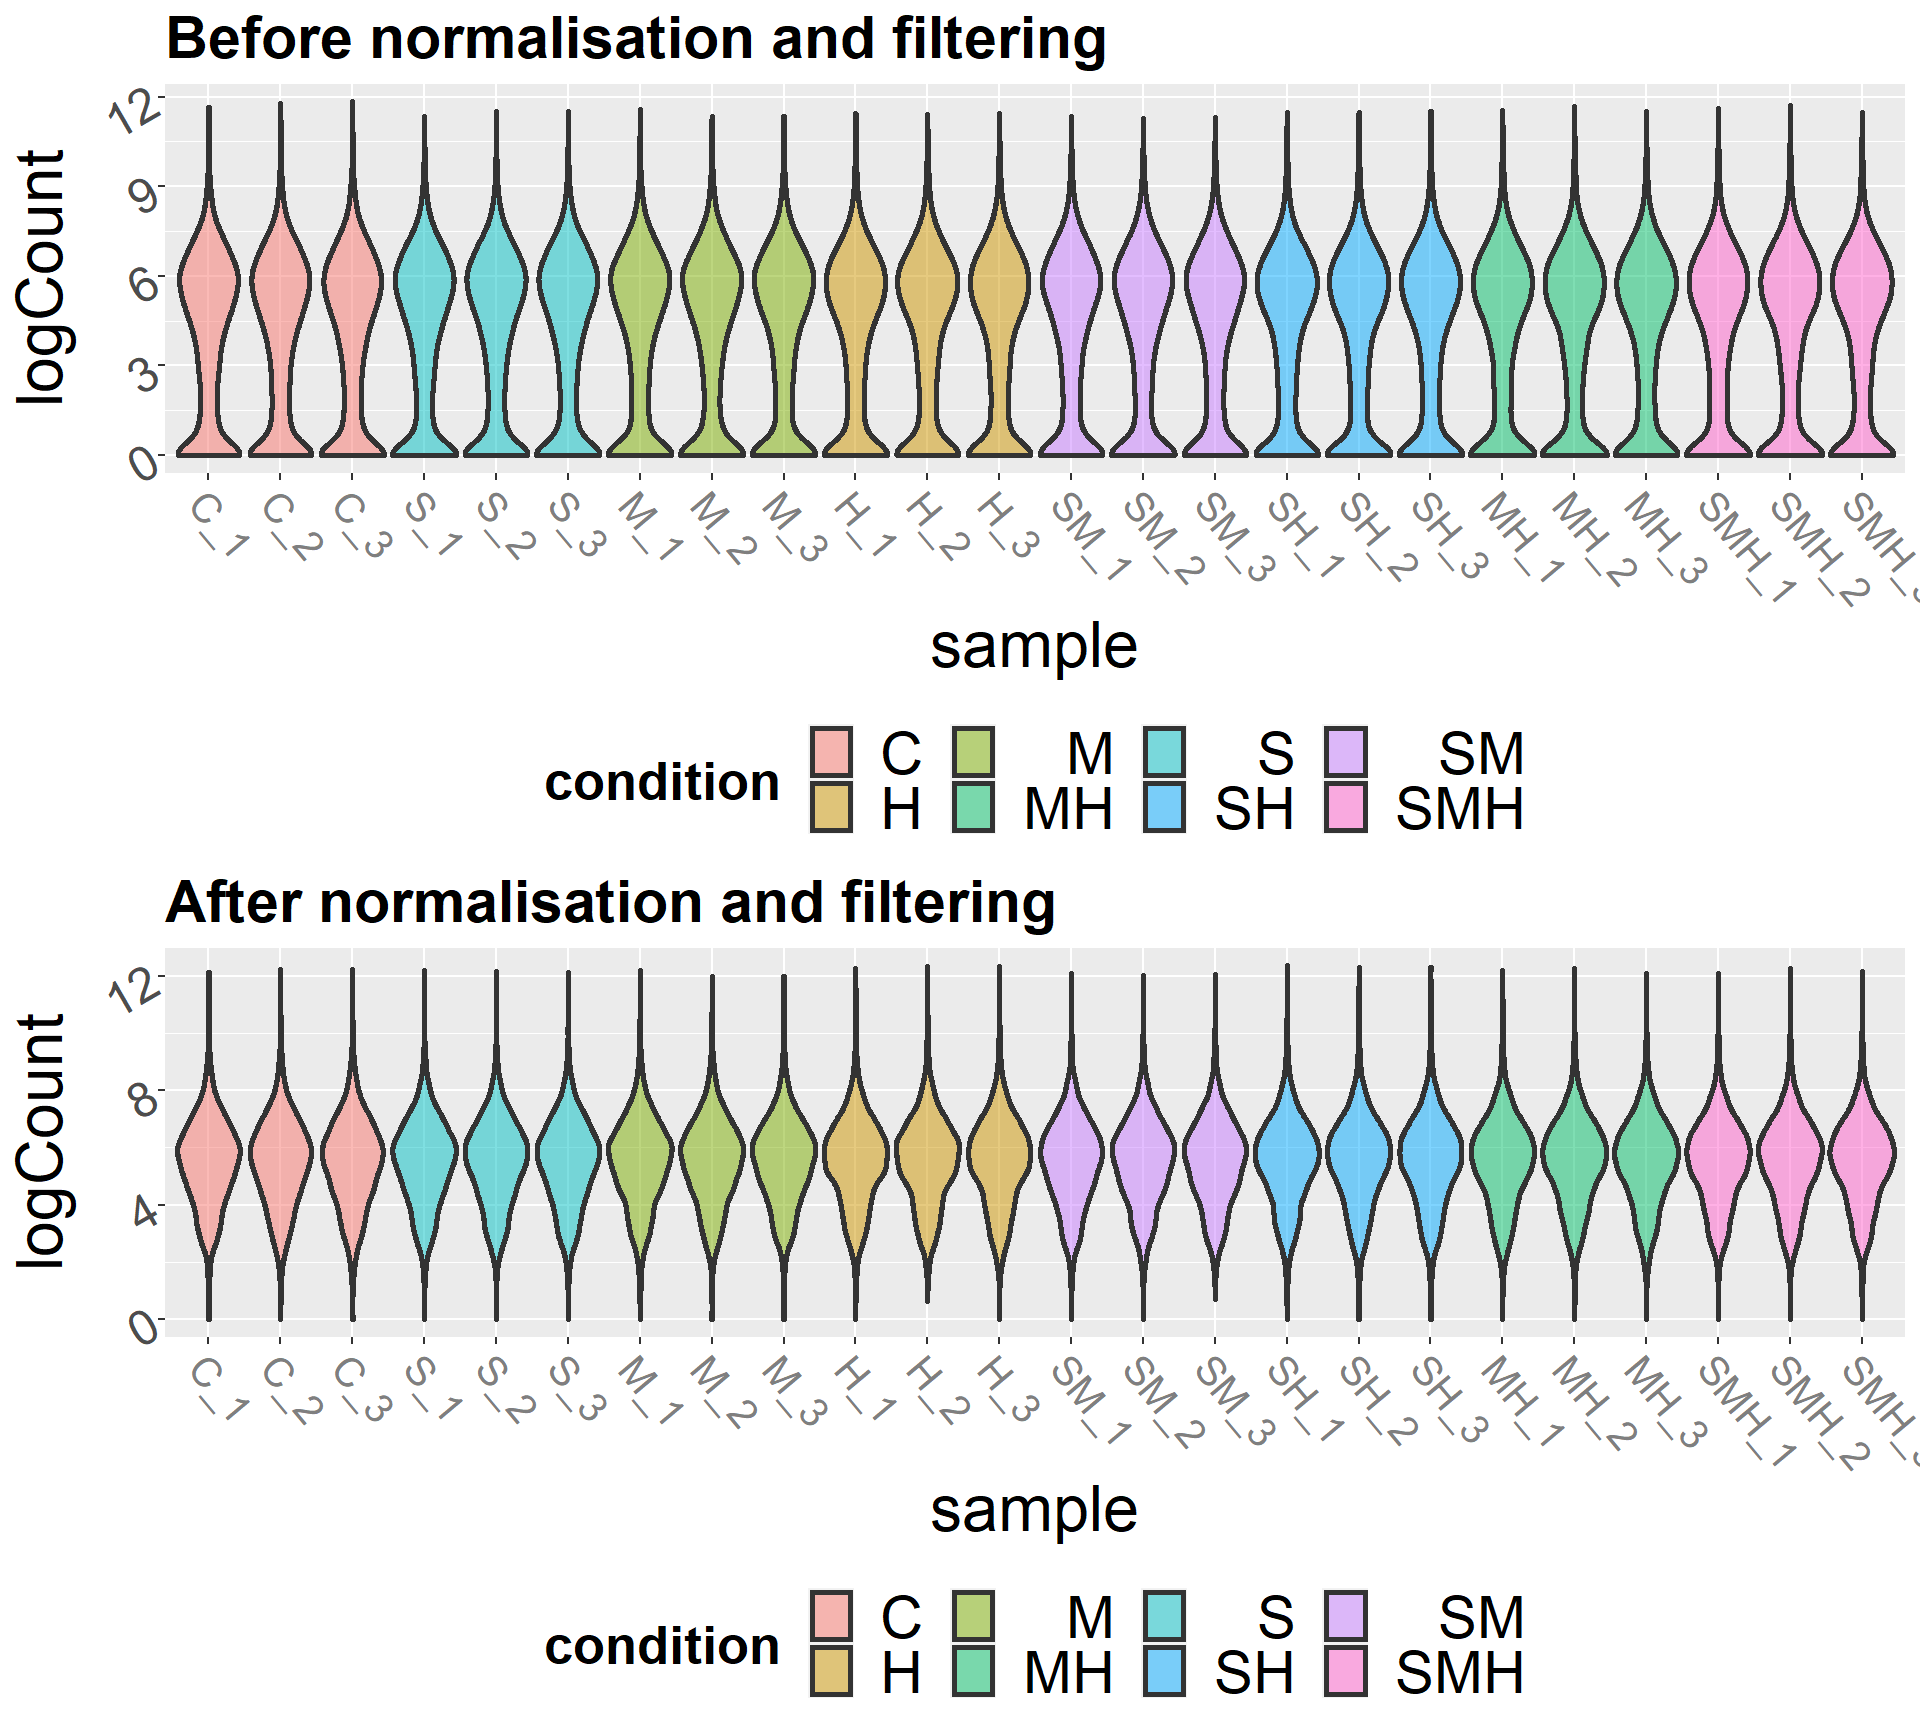 Before normalisation and filtering
logCount
12
9
6
3
0
C_1 C_2 C_3 S_1 S_2 S_3 M_1 M_2 M_3 H_1 H_2 H_3 SM_1 SM_2 SM_3 SH_1 SH_2 SH_3 MH_1 MH_2 MH_3 SMH_1 SMH_2 SMH_3
sample
condition
C M S SM
H MH SH SMH
After normalisation and filtering
logCount
12
8
4
0
C_1 C_2 C_3 S_1 S_2 S_3 M_1 M_2 M_3 H_1 H_2 H_3 SM_1 SM_2 SM_3 SH_1 SH_2 SH_3 MH_1 MH_2 MH_3 SMH_1 SMH_2 SMH_3
sample
condition
C M S SM
H MH SH SMH